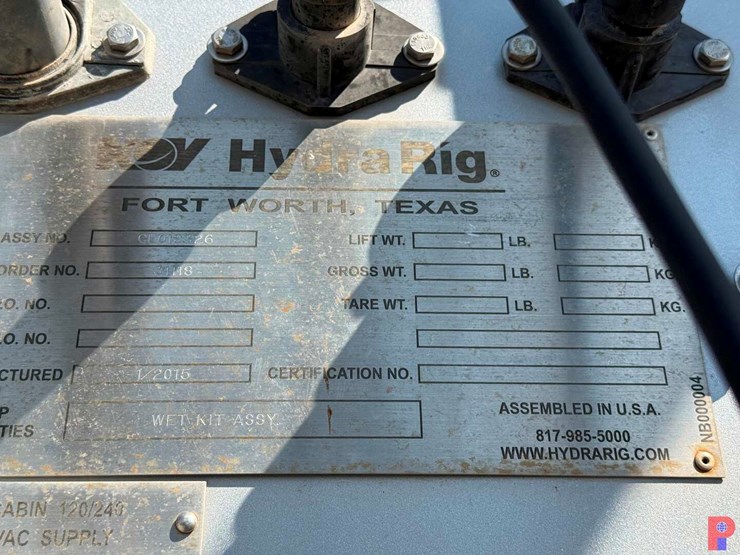 NOV HydraRig®
FORT WORTH, TEXAS
ASSY NO. LIFT WT. LB.
ORDER NO. GROSS WT. LB. KG.
.O. NO. TARE WT. LB. KG.
.O. NO.
CTURED 1/2015 CERTIFICATION NO.
P
TIES WET KIT ASSY.
ASSEMBLED IN U.S.A.
817-985-5000
WWW.HYDRARIG.COM
NB000004
CABIN 120/240
VAC SUPPLY